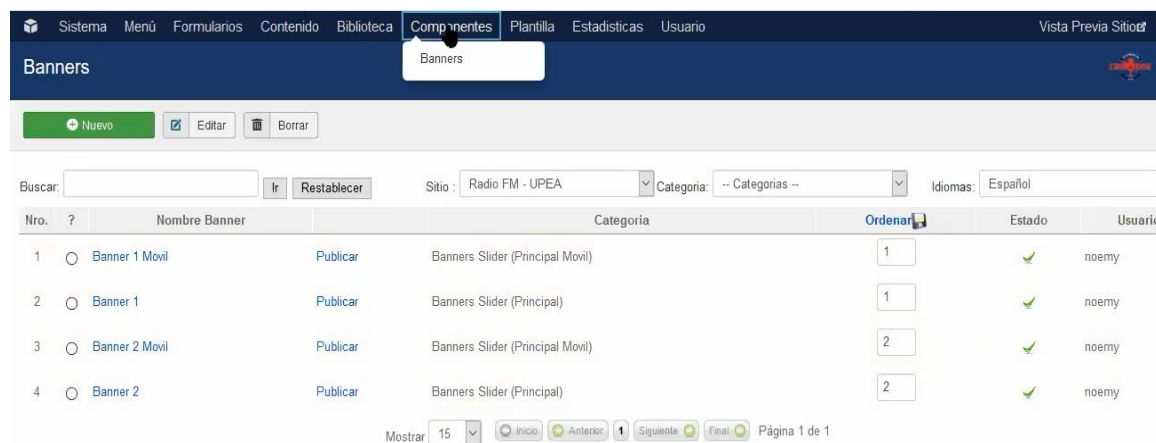 Sistema Menú Formularios Contenido Biblioteca Componentes Plantilla Estadisticas Usuario Vista Previa Sitio
Banners
Banners
Nuevo Editar Borrar
Buscar: Ir Restablecer Sitio : Radio FM - UPEA Categoria: -- Categorias -- Idiomas: Español
Nro. ? Nombre Banner Categoria Ordenar Estado Usuario
1 Banner 1 Movil Publicar Banners Slider (Principal Movil) 1 noemy
2 Banner 1 Publicar Banners Slider (Principal) 1 noemy
3 Banner 2 Movil Publicar Banners Slider (Principal Movil) 2 noemy
4 Banner 2 Publicar Banners Slider (Principal) 2 noemy
Mostrar 15 Inicio Anterior 1 Siguiente Final Página 1 de 1